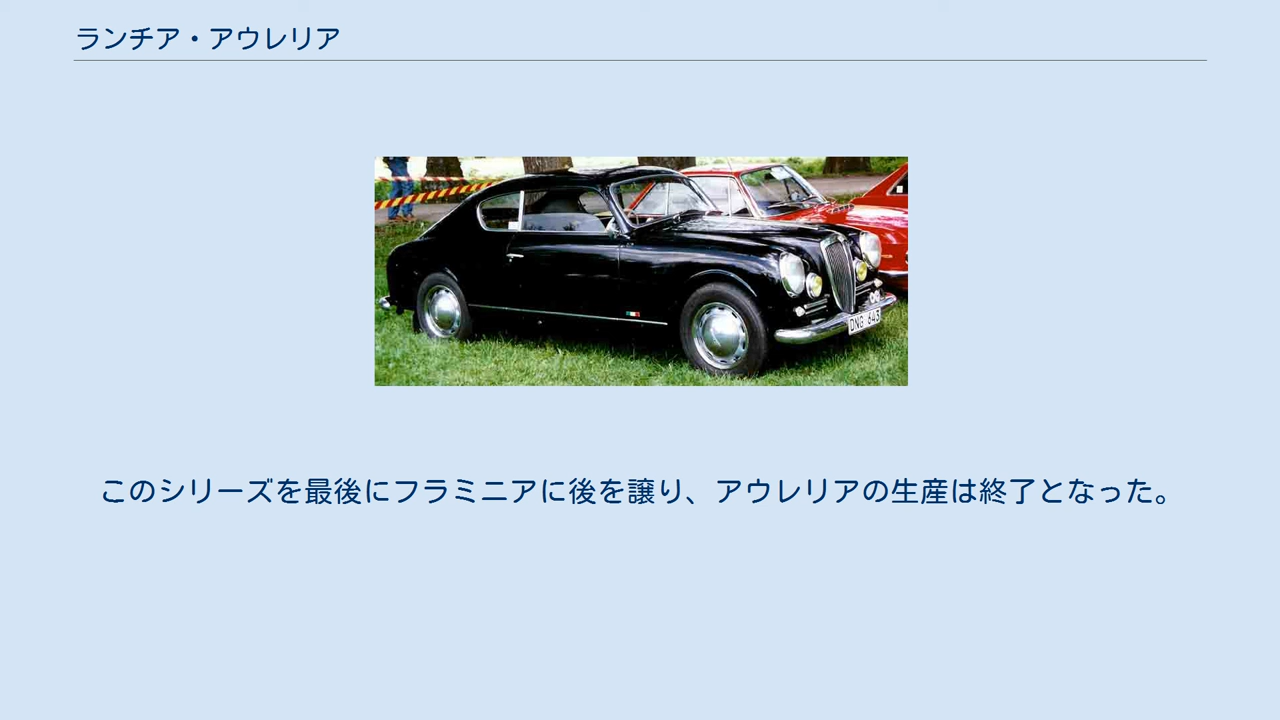 ランチア・アウレリア
DNG 643
このシリーズを最後にフラミニアに後を譲り、アウレリアの生産は終了となった。